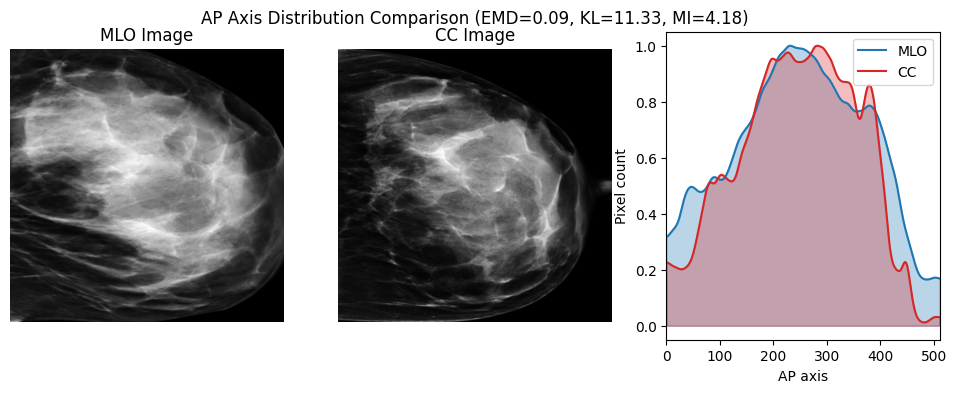 AP Axis Distribution Comparison (EMD=0.09, KL=11.33, MI=4.18)
MLO Image
CC Image
MLO
CC
Pixel count
1.0
0.8
0.6
0.4
0.2
0.0
0 100 200 300 400 500
AP axis